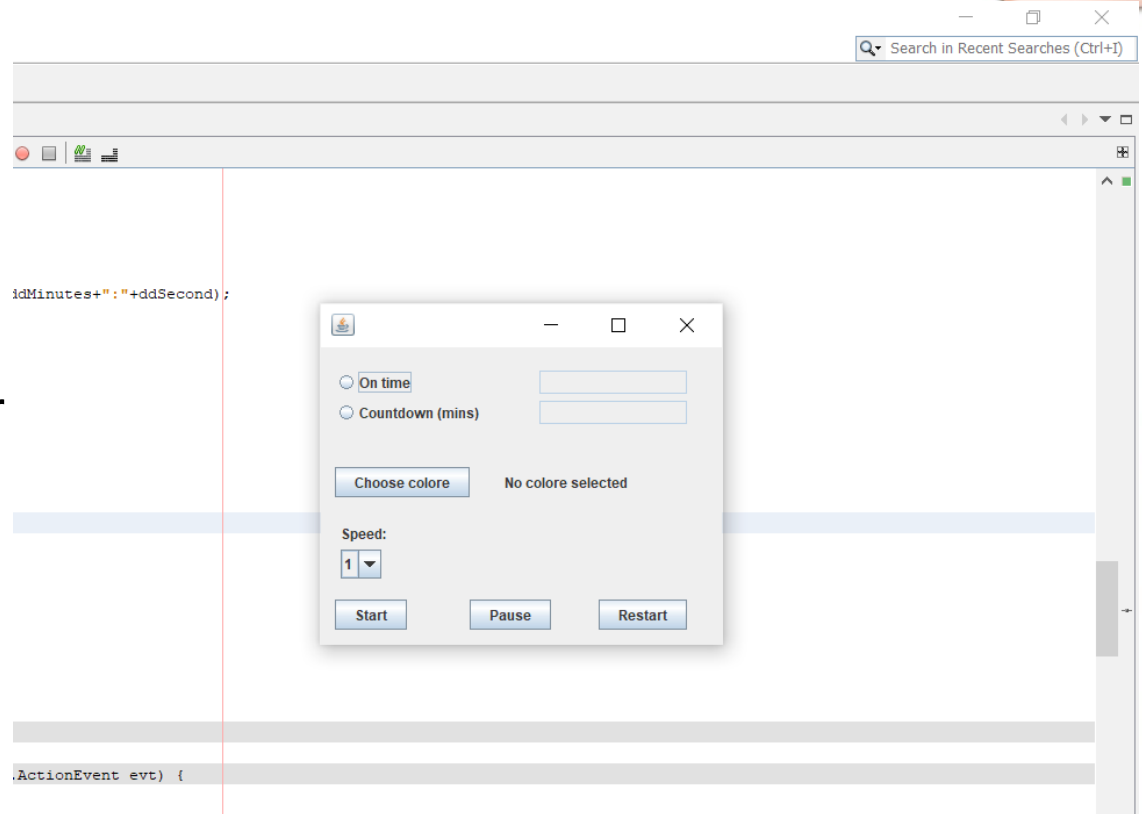 Search in Recent Searches (Ctrl+I)
ddMinutes+":"+ddSecond);
On time
Countdown (mins)
Choose colore No colore selected
Speed:
1
Start Pause Restart
.ActionEvent evt) {